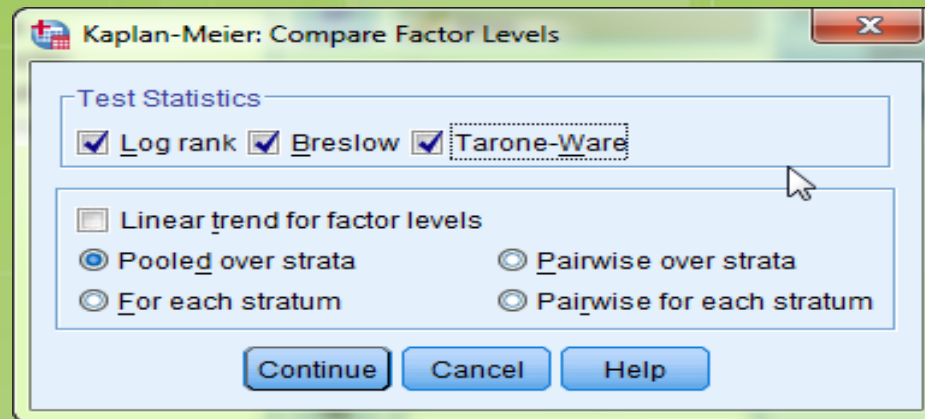 Kaplan-Meier: Compare Factor Levels
Test Statistics
Log rank Breslow Tarone-Ware
Linear trend for factor levels
Pooled over strata Pairwise over strata
For each stratum Pairwise for each stratum
Continue Cancel Help